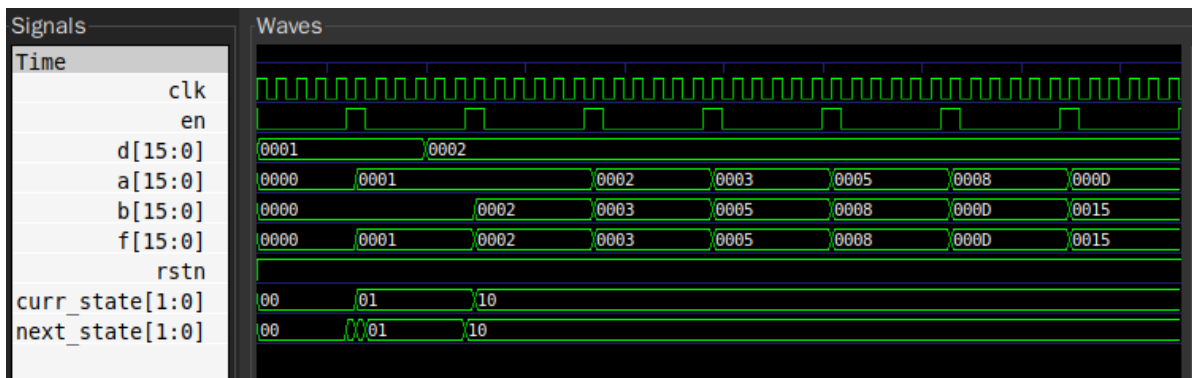 Signals Waves
Time
clk
en
d[15:0] 0001 0002
a[15:0] 0000 0001 0002 0003 0005 0008 000D
b[15:0] 0000 0002 0003 0005 0008 000D 0015
f[15:0] 0000 0001 0002 0003 0005 0008 000D 0015
rstn
curr_state[1:0] 00 01 10
next_state[1:0] 00 01 10